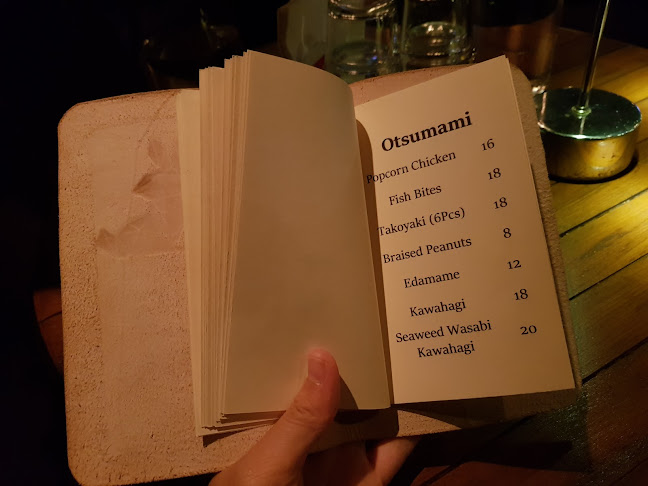 Otsumami
Popcorn Chicken 16
Fish Bites 18
Takoyaki (6Pcs) 18
Braised Peanuts 8
Edamame 12
Kawahagi 18
Seaweed Wasabi 20
Kawahagi